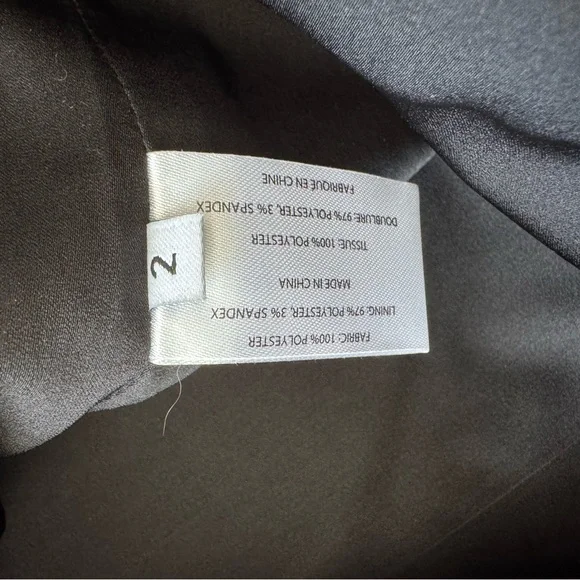 FABRIC: 100% POLYESTER
LINING: 97% POLYESTER, 3% SPANDEX
MADE IN CHINA
TISSUE: 100% POLYESTER
DOUBLURE: 97% POLYESTER, 3% SPANDEX
FABRIQUÉ EN CHINE
2